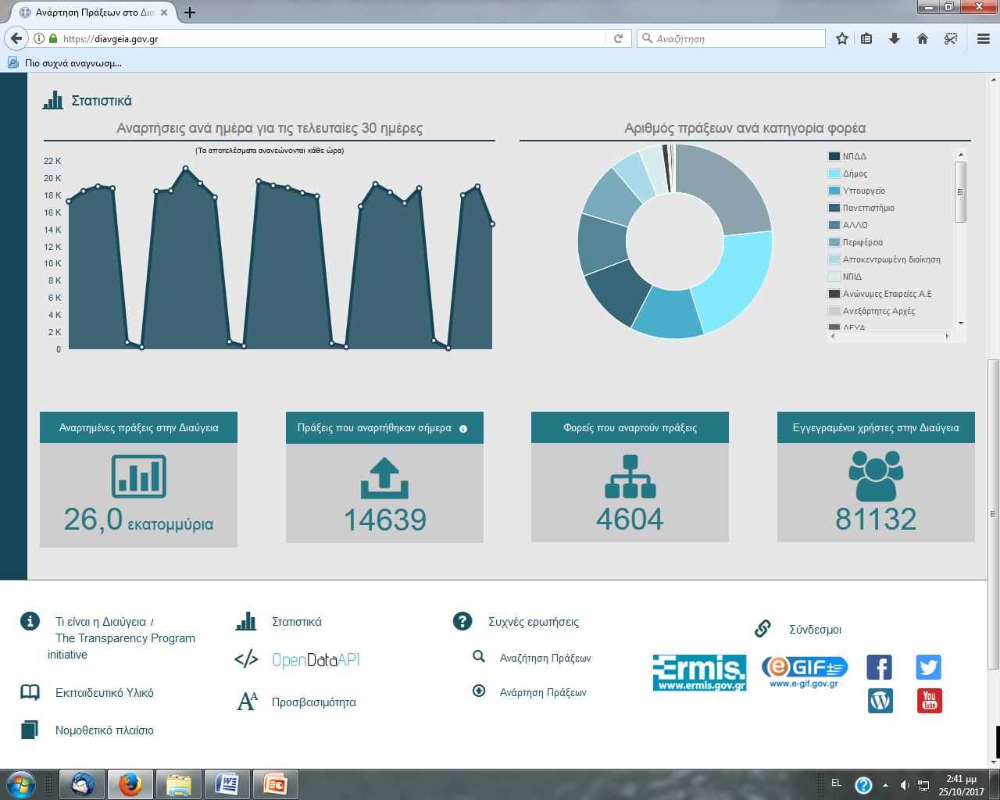 Ανάρτηση Πράξεων στο Δια
https://diavgeia.gov.gr
Αναζήτηση
Πιο συχνά αναγνωσμ...
Στατιστικά
Αναρτήσεις ανά ημέρα για τις τελευταίες 30 ημέρες
(Τα αποτελέσματα ανανεώνονται κάθε ώρα)
22 K
20 K
18 K
16 K
14 K
12 K
10 K
8 K
6 K
4 K
2 K
0
Αριθμός πράξεων ανά κατηγορία φορέα
ΝΠΔΔ
Δήμος
Υπουργείο
Πανεπιστήμιο
ΑΛΛΟ
Περιφέρεια
Αποκεντρωμένη διοίκηση
ΝΠΙΔ
Ανώνυμες Εταιρείες Α.Ε
Ανεξάρτητες Αρχές
ΔΕΥΑ
Αναρτημένες πράξεις στην Διαύγεια
26,0 εκατομμύρια
Πράξεις που αναρτήθηκαν σήμερα
14639
Φορείς που αναρτούν πράξεις
4604
Εγγεγραμένοι χρήστες στην Διαύγεια
81132
Τι είναι η Διαύγεια /
The Transparency Program
initiative
Εκπαιδευτικό Υλικό
Νομοθετικό πλαίσιο
Στατιστικά
OpenDataAPI
Προσβασιμότητα
Συχνές ερωτήσεις
Αναζήτηση Πράξεων
Ανάρτηση Πράξεων
Σύνδεσμοι
Ermis.
www.ermis.gov.gr
eGIF
www.e-gif.gov.gr
You
Tube
EL
2:41 μμ
25/10/2017